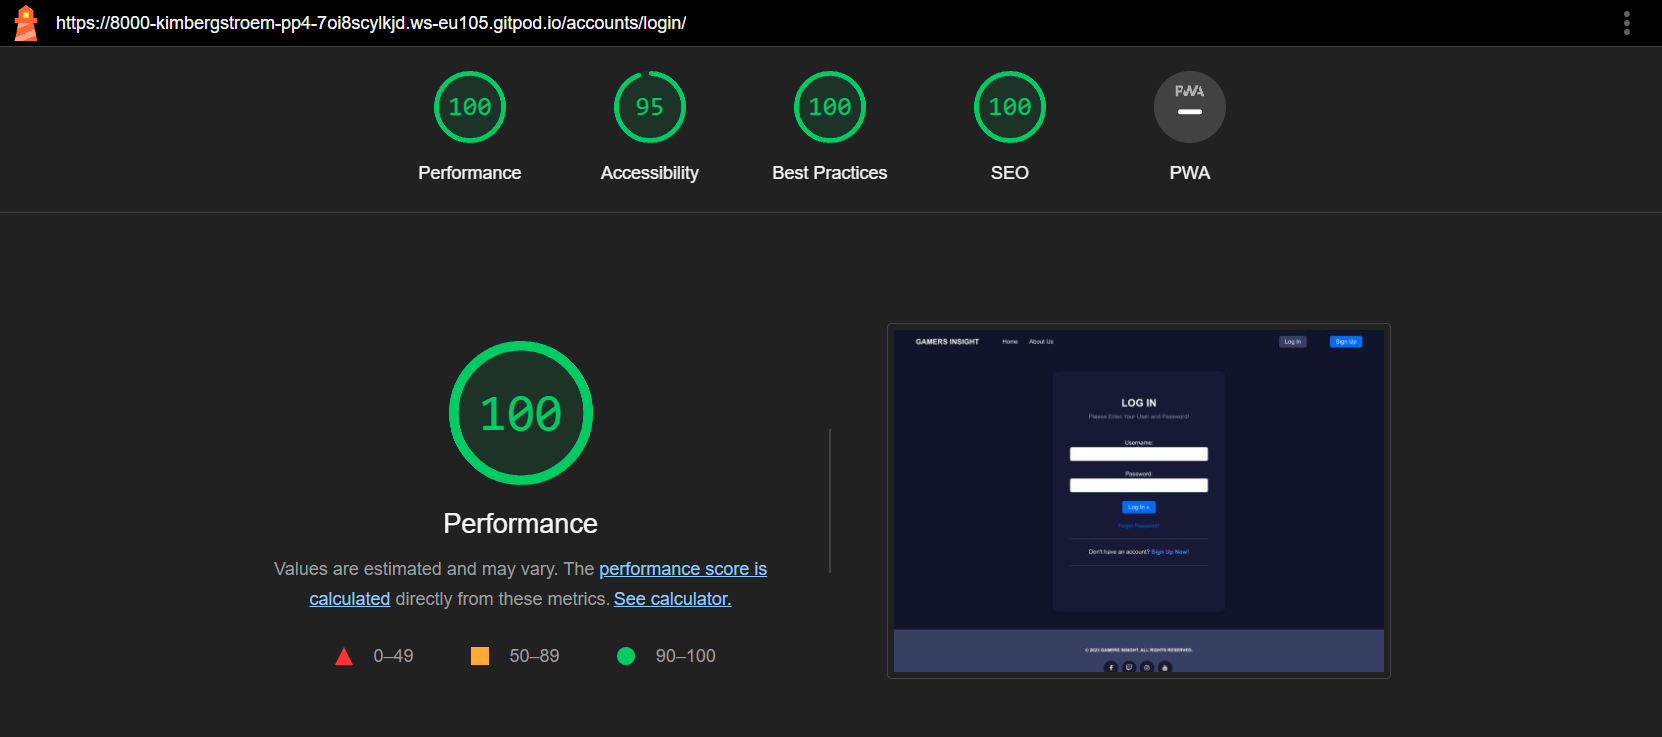 https://8000-kimbergstroem-pp4-7oi8scylkjd.ws-eu105.gitpod.io/accounts/login/
100
95
100
100
PWA
Performance
Accessibility
Best Practices
SEO
PWA
100
Performance
Values are estimated and may vary. The performance score is
calculated directly from these metrics. See calculator.
0–49
50–89
90–100
GAMERS INSIGHT
Home
About Us
Log In
Sign Up
LOG IN
Please Enter Your User and Password!
Username:
Password:
Log In »
Forgot Password?
Don't have an account? Sign Up Now!
© 2023 GAMERS INSIGHT. ALL RIGHTS RESERVED.